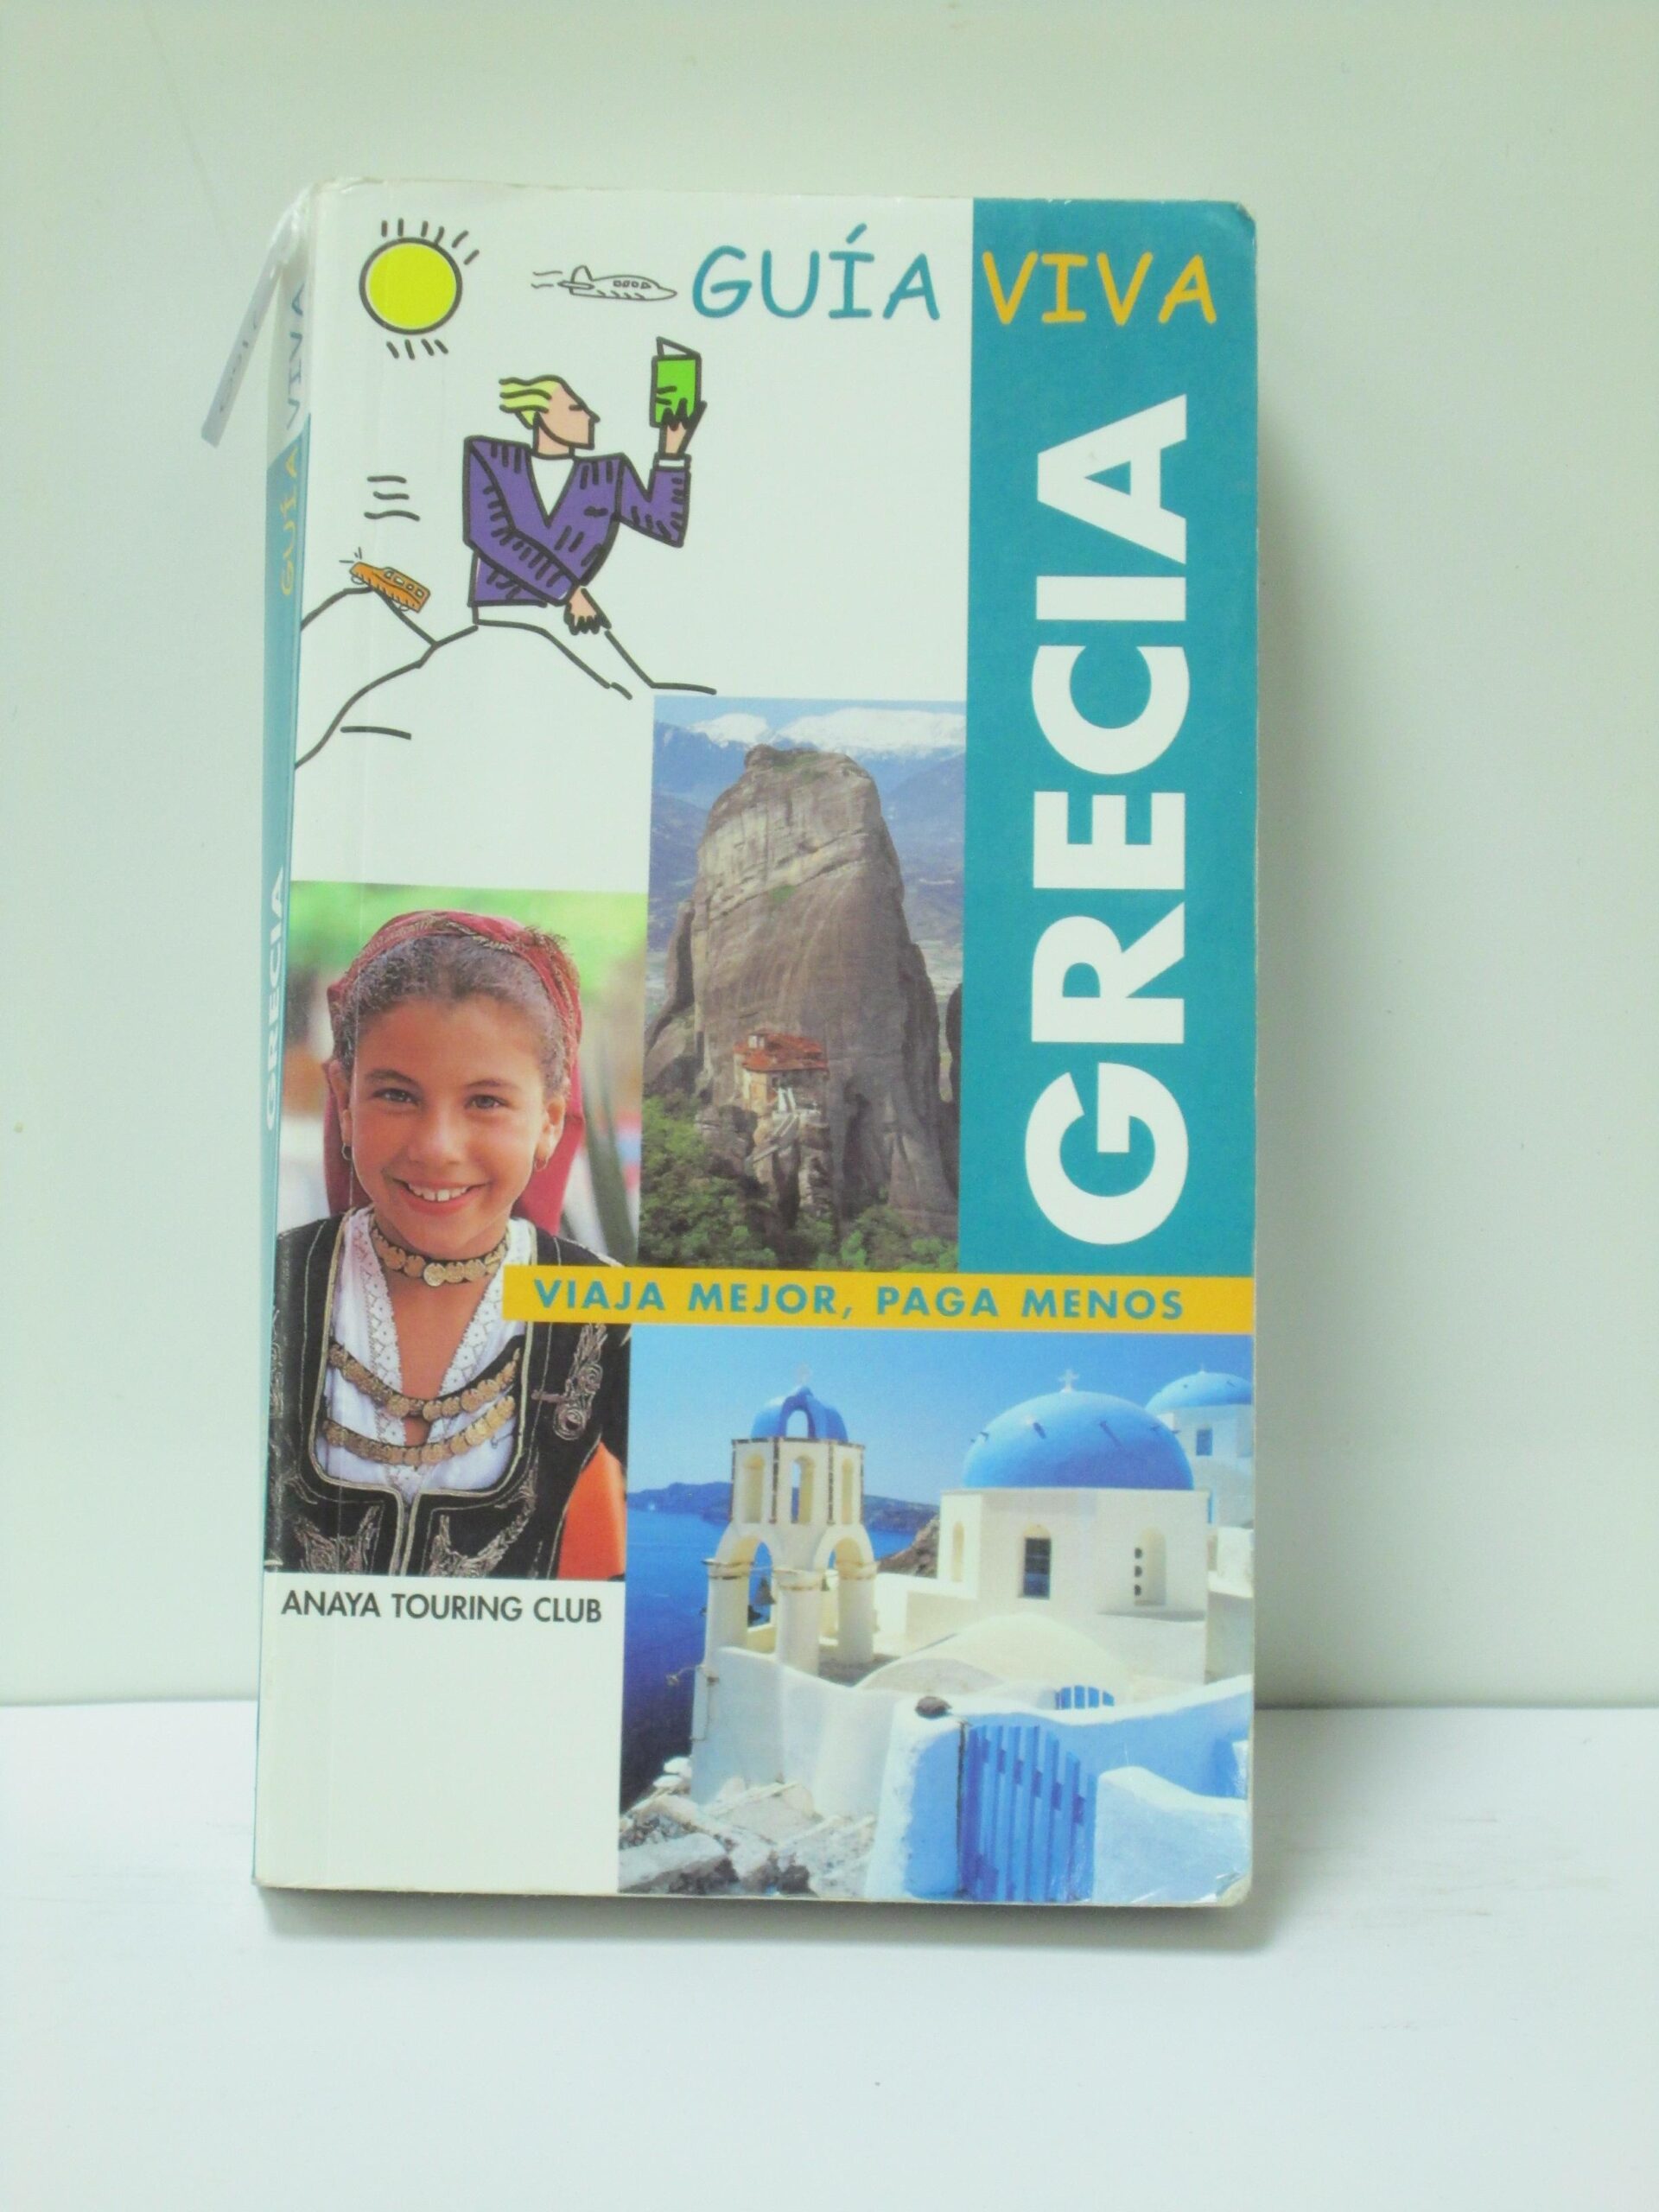 GUÍA VIVA
GRECIA
VIAJA MEJOR, PAGA MENOS
ANAYA TOURING CLUB
GUÍA VIVA
GRECIA